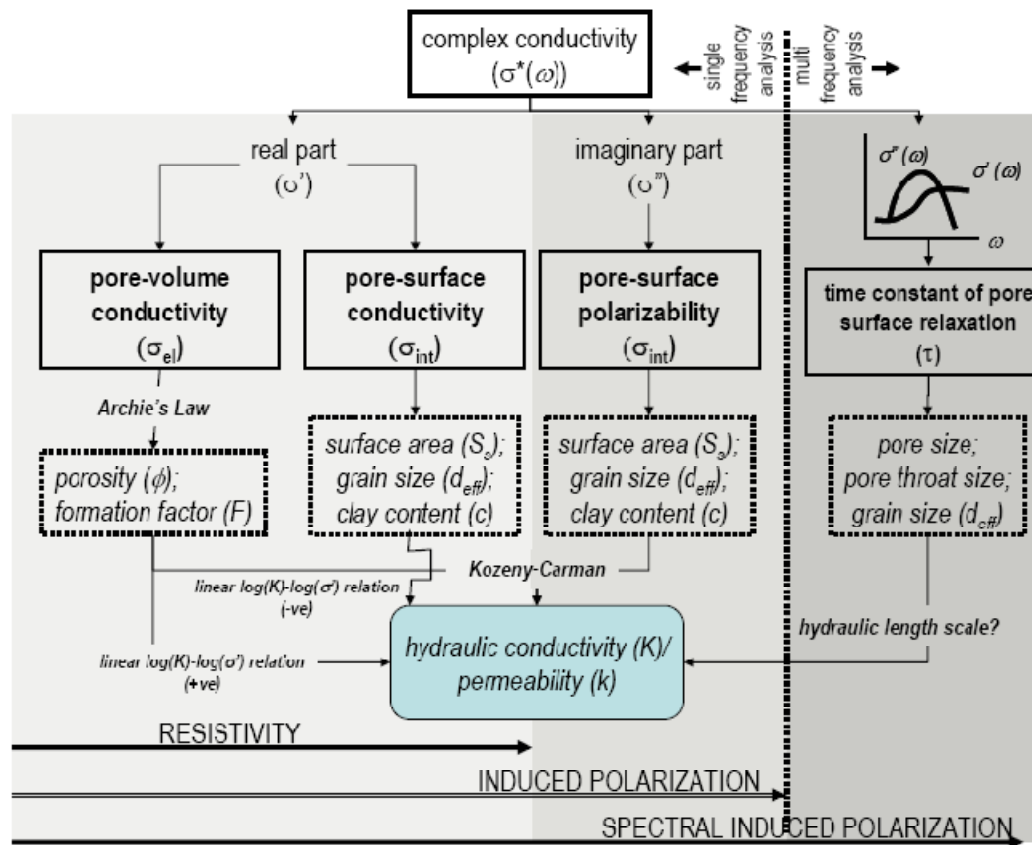 complex conductivity
(σ*(ω))
single
frequency
analysis
multi
frequency
analysis
real part
(σ')
imaginary part
(σ")
σ"(ω)
σ'(ω)
ω
pore-volume
conductivity
(σel)
pore-surface
conductivity
(σint)
pore-surface
polarizability
(σint)
time constant of pore
surface relaxation
(τ)
Archie's Law
porosity (ϕ);
formation factor (F)
surface area (Ss);
grain size (deff);
clay content (c)
surface area (Ss);
grain size (deff);
clay content (c)
pore size;
pore throat size;
grain size (deff)
Kozeny-Carman
linear log(K)-log(σ') relation
(-ve)
hydraulic length scale?
hydraulic conductivity (K)/
permeability (k)
linear log(K)-log(σ') relation
(+ve)
RESISTIVITY
INDUCED POLARIZATION
SPECTRAL INDUCED POLARIZATION